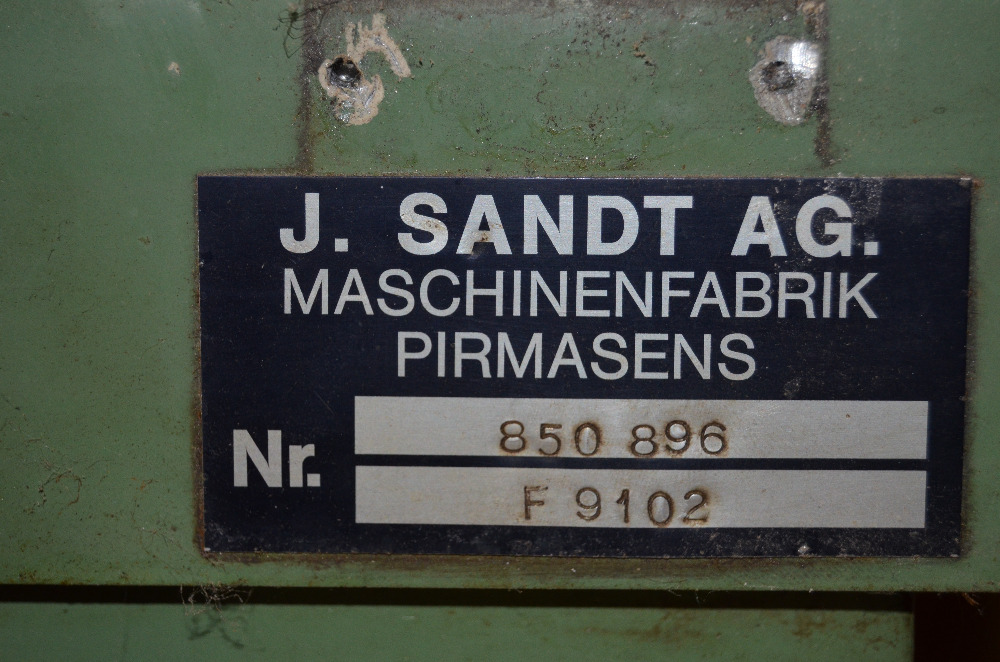 J. SANDT AG.
MASCHINENFABRIK
PIRMASENS
Nr. 850 896
F 9102